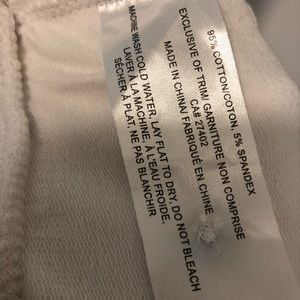 95% COTTON/COTON, 5% SPANDEX
EXCLUSIVE OF TRIM/ GARNITURE NON COMPRISE
MADE IN CHINA/ FABRIQUÉ EN CHINE
CA# 27402
MACHINE WASH COLD WATER, LAY FLAT TO DRY, DO NOT BLEACH
LAVER À LA MACHINE, À L'EAU FROIDE,
SÉCHER À PLAT, NE PAS BLANCHIR